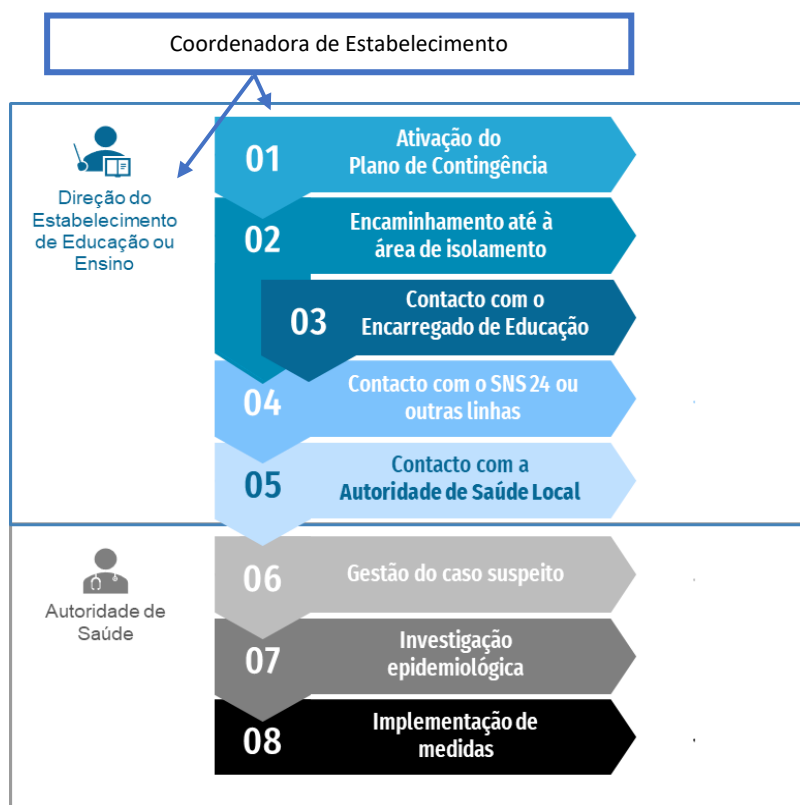 Coordenadora de Estabelecimento
Direção do
Estabelecimento
de Educação ou
Ensino
01
Ativação do
Plano de Contingência
02
Encaminhamento até à
área de isolamento
03
Contacto com o
Encarregado de Educação
04
Contacto com o SNS 24 ou
outras linhas
05
Contacto com a
Autoridade de Saúde Local
Autoridade de
Saúde
06
Gestão do caso suspeito
07
Investigação
epidemiológica
08
Implementação de
medidas